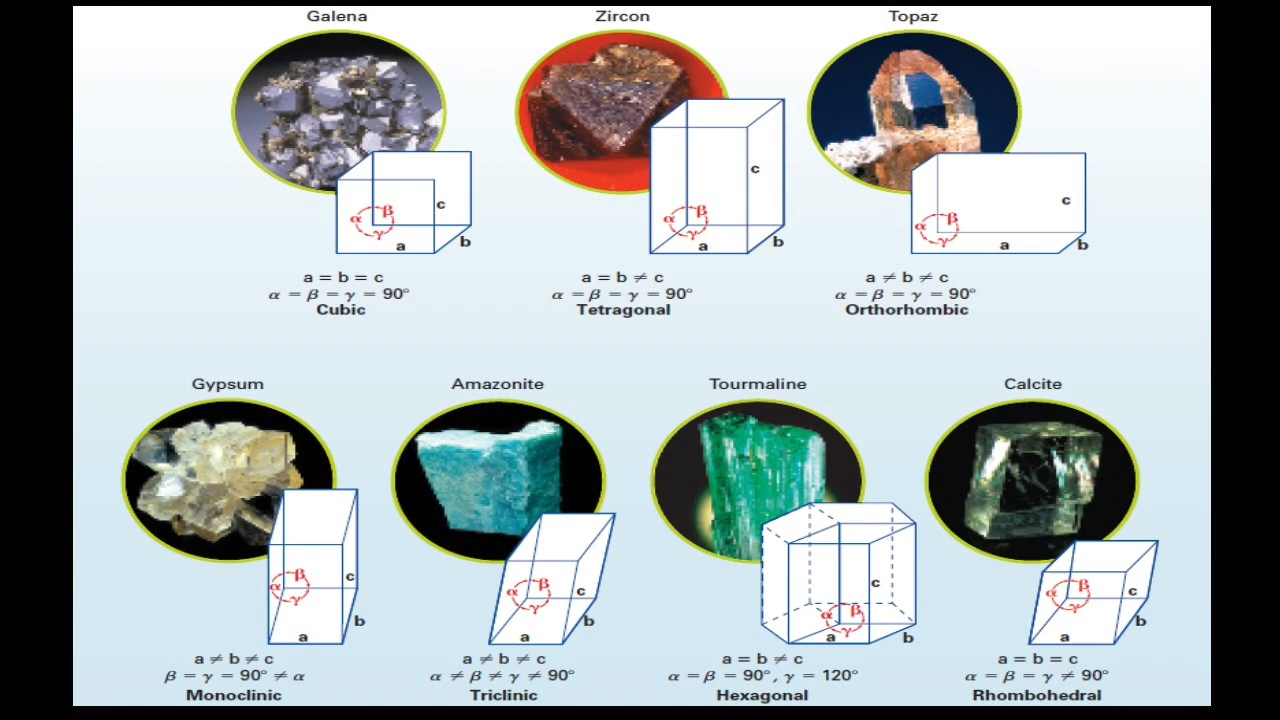 Galena
Zircon
Topaz
α β γ a b c
α β γ a b c
α β γ a b c
a = b = c
α = β = γ = 90°
Cubic
a = b ≠ c
α = β = γ = 90°
Tetragonal
a ≠ b ≠ c
α = β = γ = 90°
Orthorhombic
Gypsum
Amazonite
Tourmaline
Calcite
α β γ a b c
α β γ a b c
α β γ a b c
α β γ a b c
a ≠ b ≠ c
β = γ = 90° ≠ α
Monoclinic
a ≠ b ≠ c
α ≠ β ≠ γ ≠ 90°
Triclinic
a = b ≠ c
α = β = 90°, γ = 120°
Hexagonal
a = b = c
α = β = γ ≠ 90°
Rhombohedral